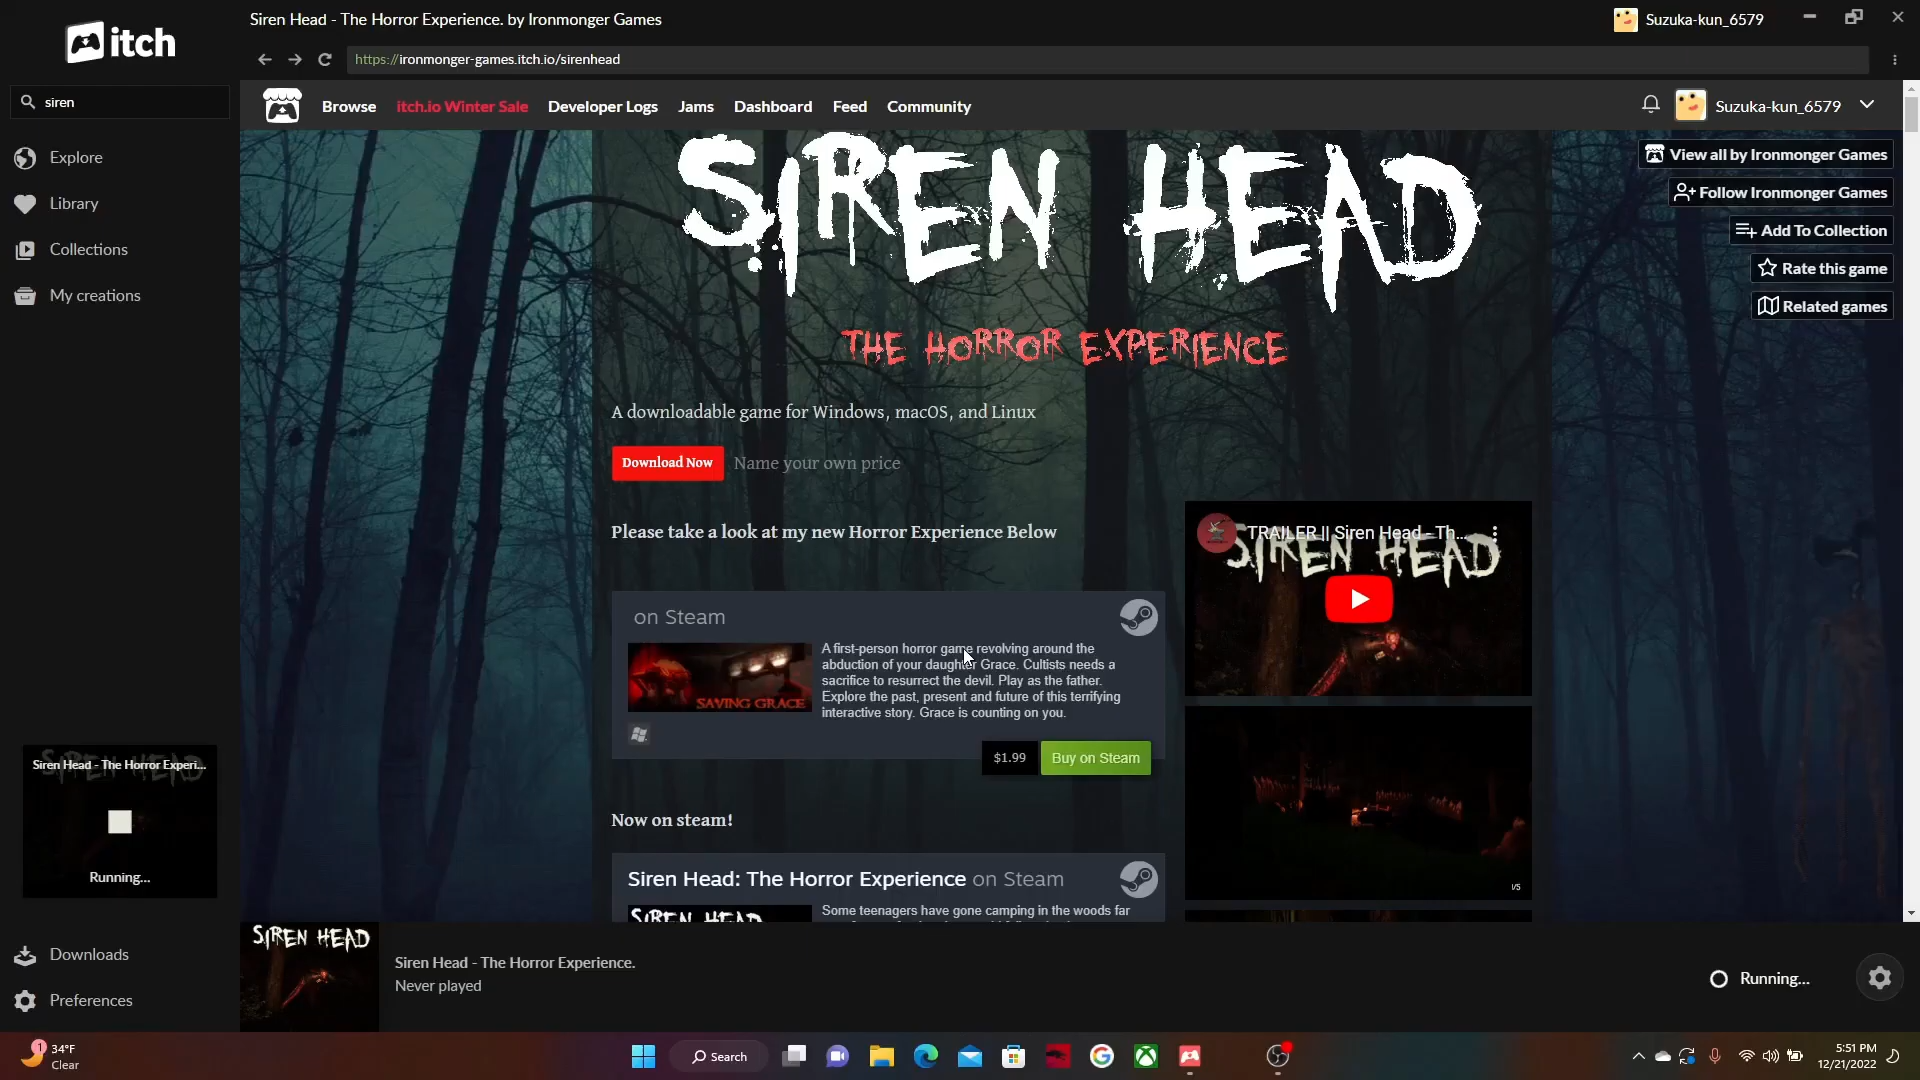 itch
Siren Head - The Horror Experience. by Ironmonger Games
Suzuka-kun_6579
https://ironmonger-games.itch.io/sirenhead
siren
Explore
Library
Collections
My creations
Browse
itch.io Winter Sale
Developer Logs
Jams
Dashboard
Feed
Community
Suzuka-kun_6579
View all by Ironmonger Games
Follow Ironmonger Games
Add To Collection
Rate this game
Related games
SIREN HEAD
THE HORROR EXPERIENCE
A downloadable game for Windows, macOS, and Linux
Download Now
Name your own price
Please take a look at my new Horror Experience Below
on Steam
SAVING GRACE
A first-person horror game revolving around the
abduction of your daughter Grace. Cultists needs a
sacrifice to resurrect the devil. Play as the father.
Explore the past, present and future of this terrifying
interactive story. Grace is counting on you.
$1.99
Buy on Steam
Now on steam!
Siren Head: The Horror Experience on Steam
SIREN HEAD
Some teenagers have gone camping in the woods far
TRAILER || Siren Head - Th...
SIREN HEAD
1/5
Siren Head - The Horror Experi...
SIREN HEAD
Running...
Downloads
Preferences
SIREN HEAD
Siren Head - The Horror Experience.
Never played
Running...
1
34°F
Clear
Search
5:51 PM
12/21/2022